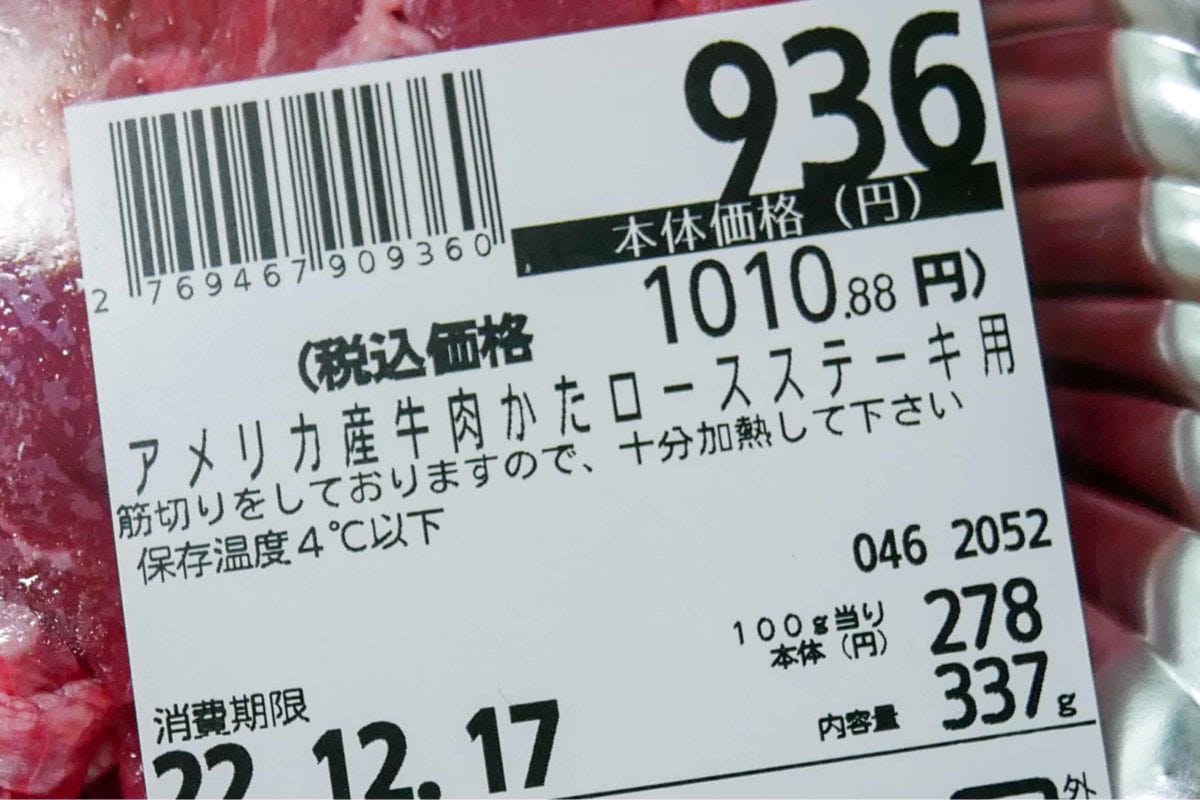 936
本体価格（円）
2 769467 909360
(税込価格 1010.88 円)
アメリカ産牛肉かたロースステーキ用
筋切りをしておりますので、十分加熱して下さい
保存温度4℃以下
046 2052
100g当り
本体（円） 278
内容量 337g
消費期限
22.12.17
外